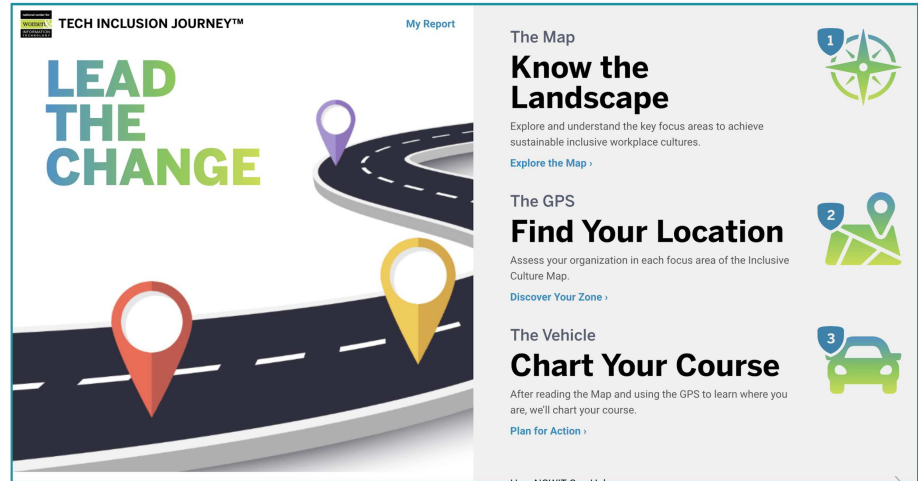 national center for
women &
INFORMATION
TECHNOLOGY
TECH INCLUSION JOURNEY™
My Report
LEAD
THE
CHANGE
The Map
Know the
Landscape
Explore and understand the key focus areas to achieve
sustainable inclusive workplace cultures.
Explore the Map ›
1
The GPS
Find Your Location
Assess your organization in each focus area of the Inclusive
Culture Map.
Discover Your Zone ›
2
The Vehicle
Chart Your Course
After reading the Map and using the GPS to learn where you
are, we'll chart your course.
Plan for Action ›
3